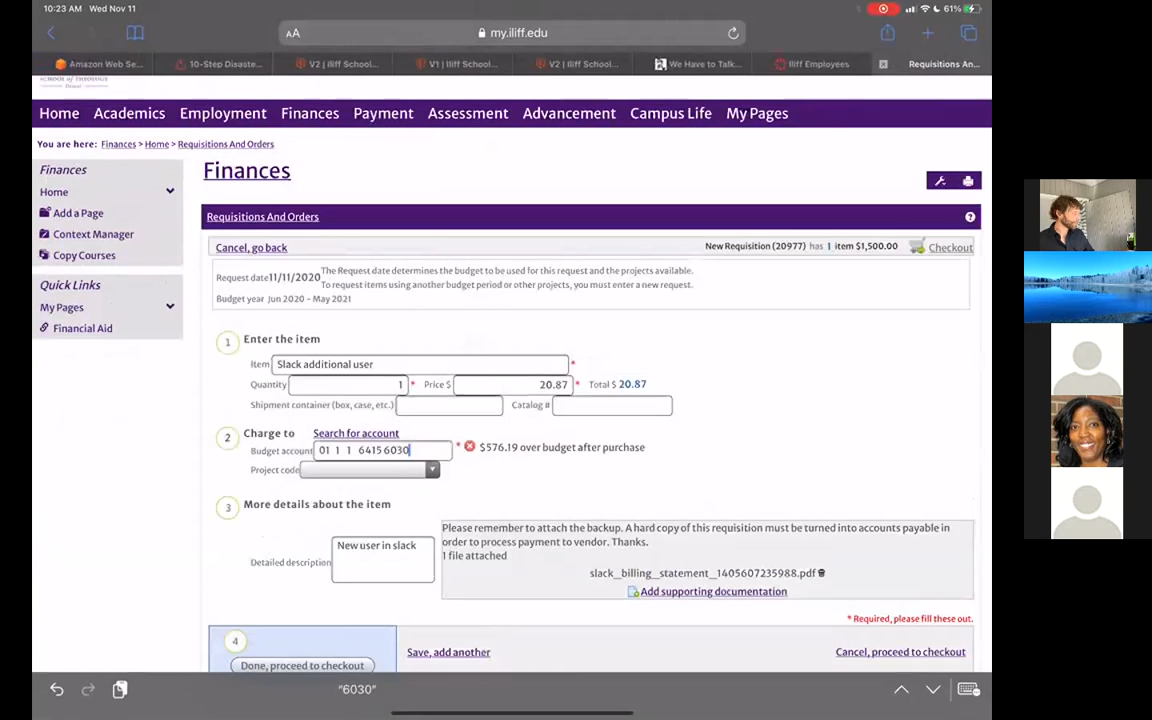 10:23 AM Wed Nov 11
61%
AA
my.iliff.edu
Amazon Web Se...
10-Step Disaste...
V2 | Iliff School...
V1 | Iliff School...
V2 | Iliff School...
We Have to Talk...
Iliff Employees
Requisitions An...
Home Academics Employment Finances Payment Assessment Advancement Campus Life My Pages
You are here: Finances > Home > Requisitions And Orders
Finances
Home
Add a Page
Context Manager
Copy Courses
Quick Links
My Pages
Financial Aid
Finances
Requisitions And Orders
Cancel, go back
New Requisition (20977) has 1 item $1,500.00
Checkout
Request date 11/11/2020 The Request date determines the budget to be used for this request and the projects available.
To request items using another budget period or other projects, you must enter a new request.
Budget year Jun 2020 - May 2021
1 Enter the item
Item Slack additional user *
Quantity 1 * Price $ 20.87 * Total $ 20.87
Shipment container (box, case, etc.) Catalog #
2 Charge to Search for account
Budget account 01 1 1 6415 6030 * $576.19 over budget after purchase
Project code
3 More details about the item
Detailed description New user in slack
Please remember to attach the backup. A hard copy of this requisition must be turned into accounts payable in
order to process payment to vendor. Thanks.
1 file attached
slack_billing_statement_1405607235988.pdf
Add supporting documentation
* Required, please fill these out.
4
Done, proceed to checkout
Save, add another
Cancel, proceed to checkout
"6030"